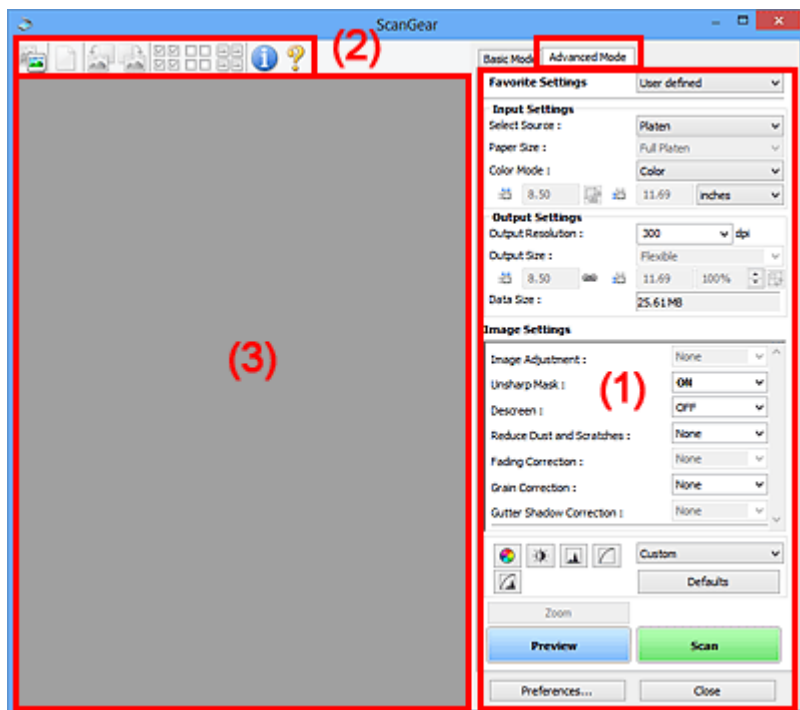 ScanGear
(2)
Basic Mode Advanced Mode
Favorite Settings User defined
Input Settings
Select Source : Platen
Paper Size : Full Platen
Color Mode : Color
8.50 11.69 inches
Output Settings
Output Resolution : 300 dpi
Output Size : Flexible
8.50 11.69 100%
Data Size : 25.61MB
Image Settings
(3)
(1)
Image Adjustment : None
Unsharp Mask : ON
Descreen : OFF
Reduce Dust and Scratches : None
Fading Correction : None
Grain Correction : None
Gutter Shadow Correction : None
Custom
Defaults
Zoom
Preview Scan
Preferences... Close